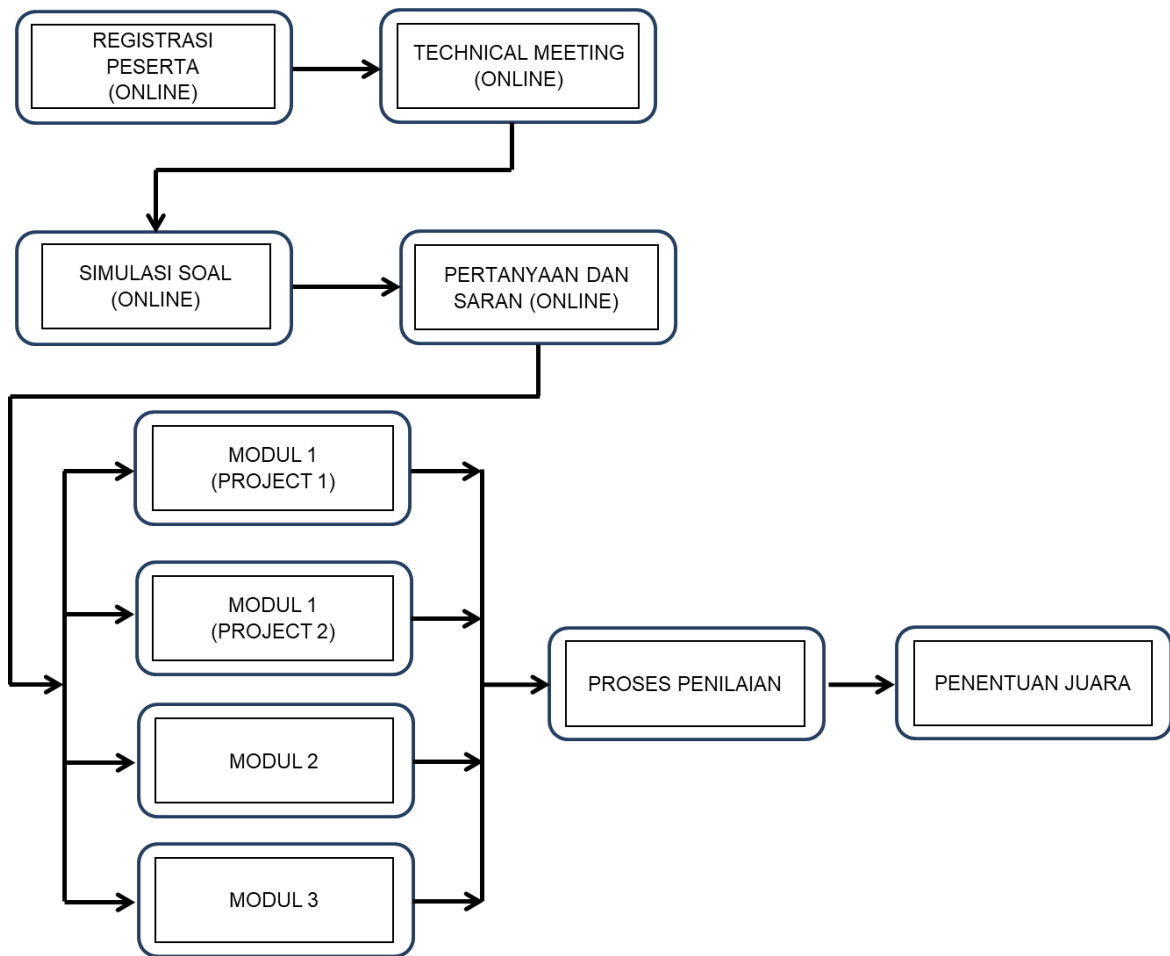 REGISTRASI
PESERTA
(ONLINE)
TECHNICAL MEETING
(ONLINE)
SIMULASI SOAL
(ONLINE)
PERTANYAAN DAN
SARAN (ONLINE)
MODUL 1
(PROJECT 1)
MODUL 1
(PROJECT 2)
MODUL 2
MODUL 3
PROSES PENILAIAN
PENENTUAN JUARA